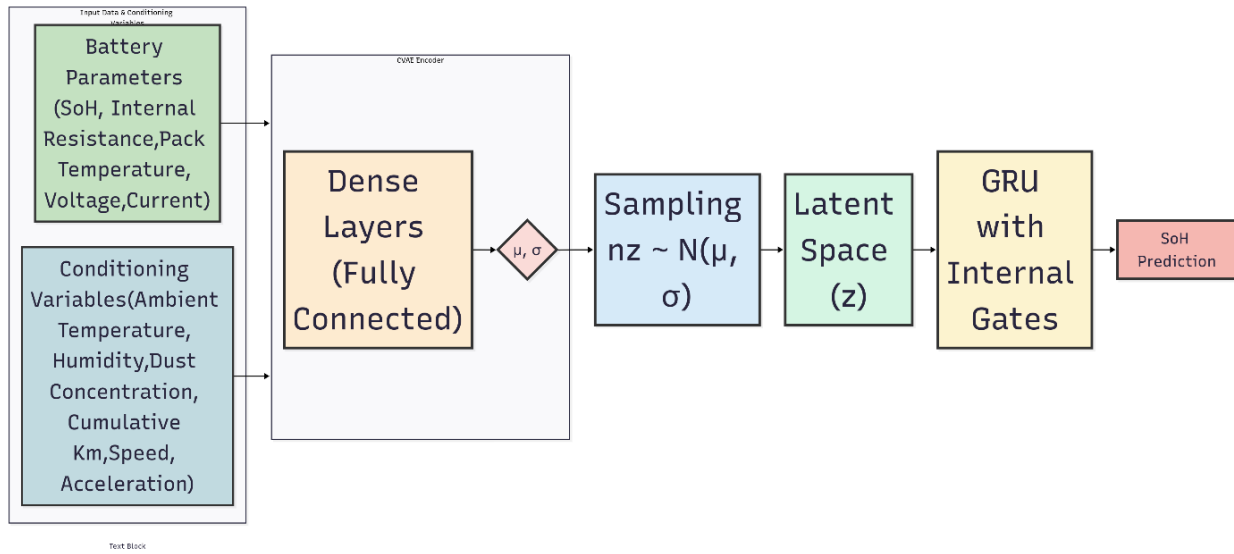 Input Data & Conditioning
Variables
Battery
Parameters
(SoH, Internal
Resistance,Pack
Temperature,
Voltage,Current)
Conditioning
Variables(Ambient
Temperature,
Humidity,Dust
Concentration,
Cumulative
Km,Speed,
Acceleration)
Text Block
CVAE Encoder
Dense
Layers
(Fully
Connected)
μ, σ
Sampling
nz ~ N(μ,
σ)
Latent
Space
(z)
GRU
with
Internal
Gates
SoH
Prediction